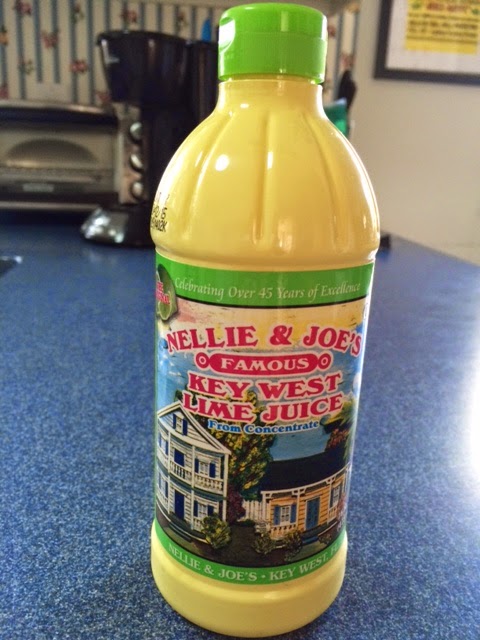 Celebrating Over 45 Years of Excellence
NELLIE & JOE'S
FAMOUS
KEY WEST
LIME JUICE
From Concentrate
NELLIE & JOE'S • KEY WEST,